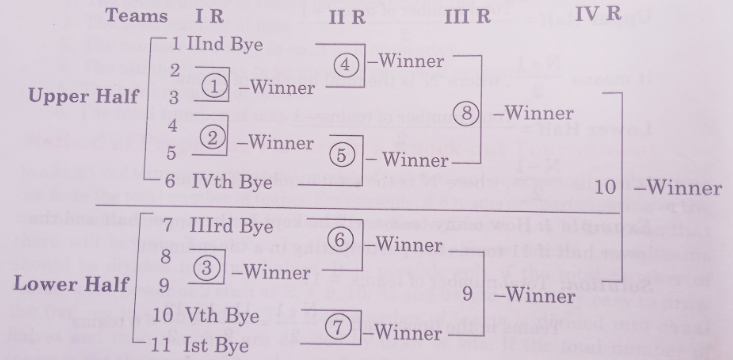 Teams I R II R III R IV R
1 IInd Bye
④ –Winner
2
① –Winner
3
Upper Half
⑧ –Winner
4
② –Winner
5
⑤ – Winner
6 IVth Bye
10 –Winner
7 IIIrd Bye
⑥ –Winner
8
③ –Winner
Lower Half
9
9 –Winner
10 Vth Bye
⑦ –Winner
11 Ist Bye